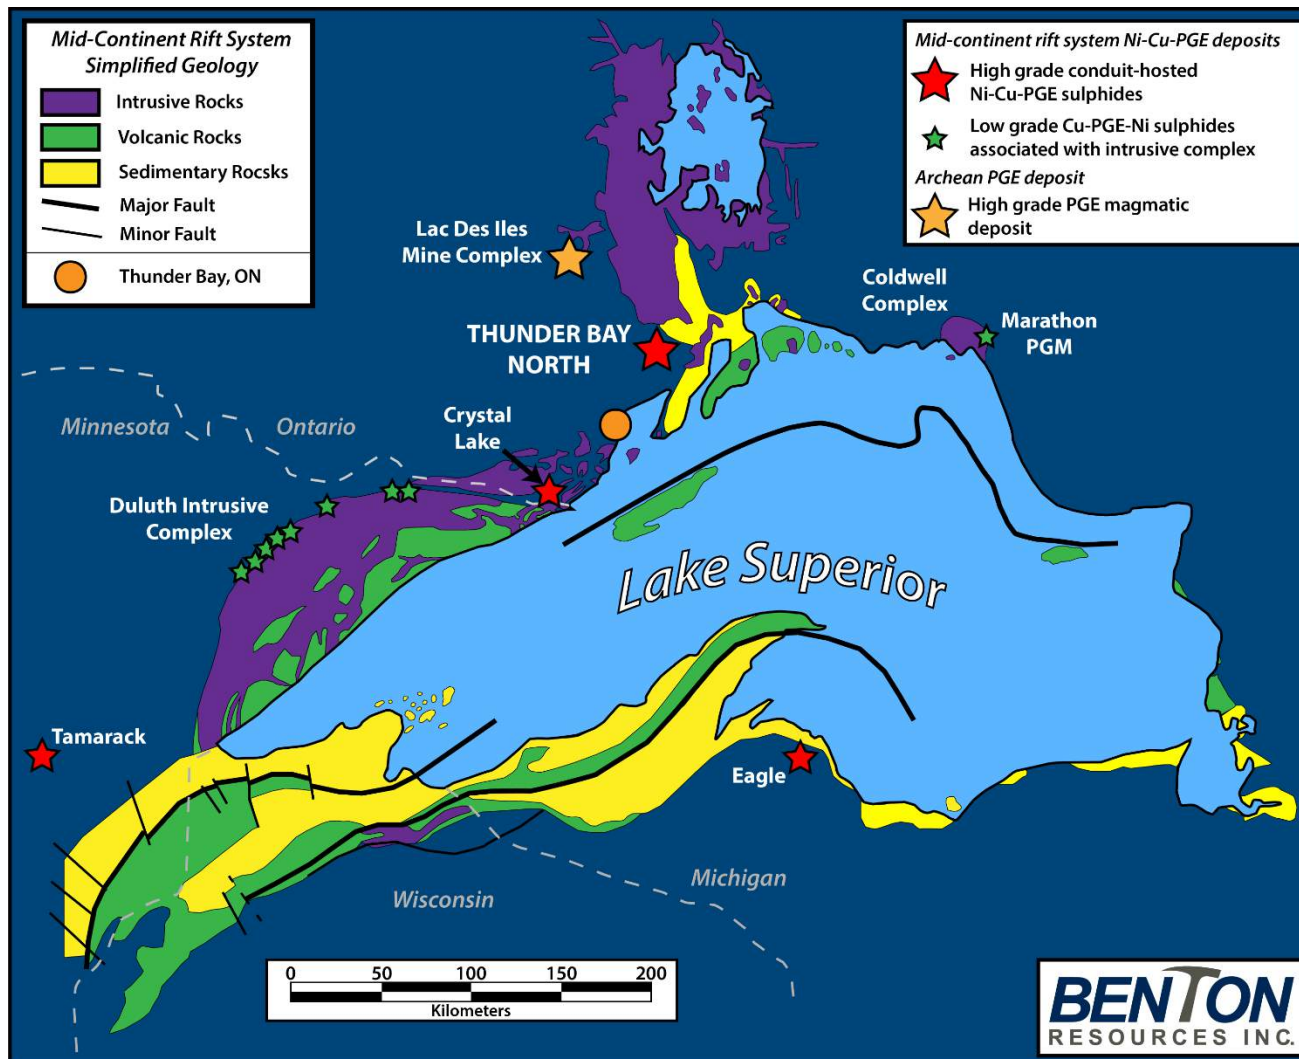 Mid-Continent Rift System
Simplified Geology
Intrusive Rocks
Volcanic Rocks
Sedimentary Rocsks
Major Fault
Minor Fault
Thunder Bay, ON
Mid-continent rift system Ni-Cu-PGE deposits
High grade conduit-hosted
Ni-Cu-PGE sulphides
Low grade Cu-PGE-Ni sulphides
associated with intrusive complex
Archean PGE deposit
High grade PGE magmatic
deposit
Lac Des Iles
Mine Complex
Coldwell
Complex
Marathon
PGM
THUNDER BAY
NORTH
Crystal
Lake
Minnesota
Ontario
Duluth Intrusive
Complex
Lake Superior
Tamarack
Eagle
Wisconsin
Michigan
0 50 100 150 200
Kilometers
BENTON
RESOURCES INC.